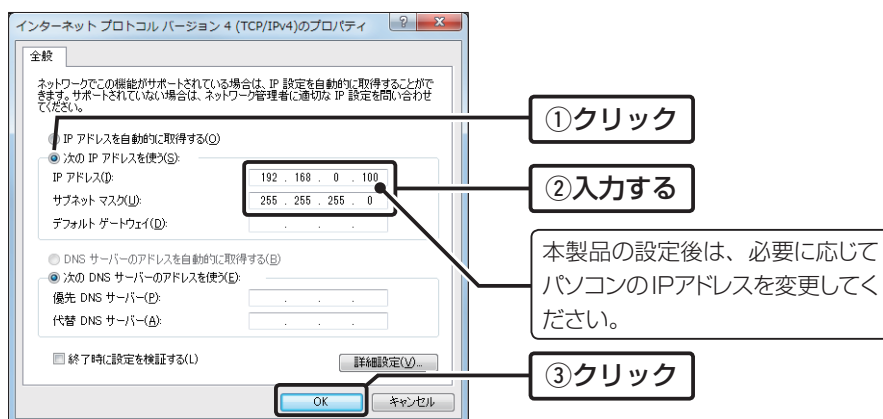 インターネット プロトコル バージョン 4 (TCP/IPv4)のプロパティ
全般
ネットワークでこの機能がサポートされている場合は、IP 設定を自動的に取得することがで
きます。サポートされていない場合は、ネットワーク管理者に適切な IP 設定を問い合わせ
てください。
IP アドレスを自動的に取得する(O)
次の IP アドレスを使う(S):
IP アドレス(I):
192 . 168 . 0 . 100
サブネット マスク(U):
255 . 255 . 255 . 0
デフォルト ゲートウェイ(D):
. . .
DNS サーバーのアドレスを自動的に取得する(B)
次の DNS サーバーのアドレスを使う(E):
優先 DNS サーバー(P):
. . .
代替 DNS サーバー(A):
. . .
終了時に設定を検証する(L)
詳細設定(V)...
OK
キャンセル
①クリック
②入力する
本製品の設定後は、必要に応じて
パソコンのIPアドレスを変更してく
ださい。
③クリック